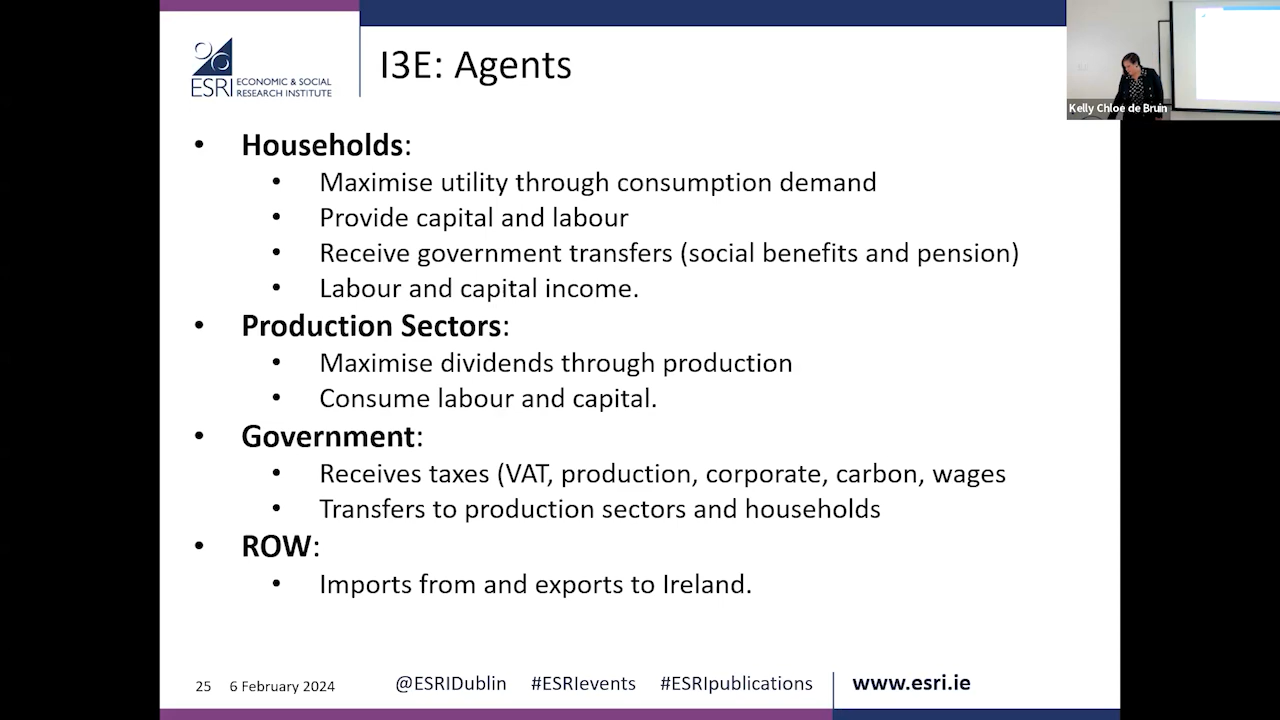 ESRI ECONOMIC & SOCIAL
RESEARCH INSTITUTE
I3E: Agents
Kelly Chloe de Bruin
• Households:
• Maximise utility through consumption demand
• Provide capital and labour
• Receive government transfers (social benefits and pension)
• Labour and capital income.
• Production Sectors:
• Maximise dividends through production
• Consume labour and capital.
• Government:
• Receives taxes (VAT, production, corporate, carbon, wages
• Transfers to production sectors and households
• ROW:
• Imports from and exports to Ireland.
25 6 February 2024 @ESRIDublin #ESRIevents #ESRIpublications www.esri.ie